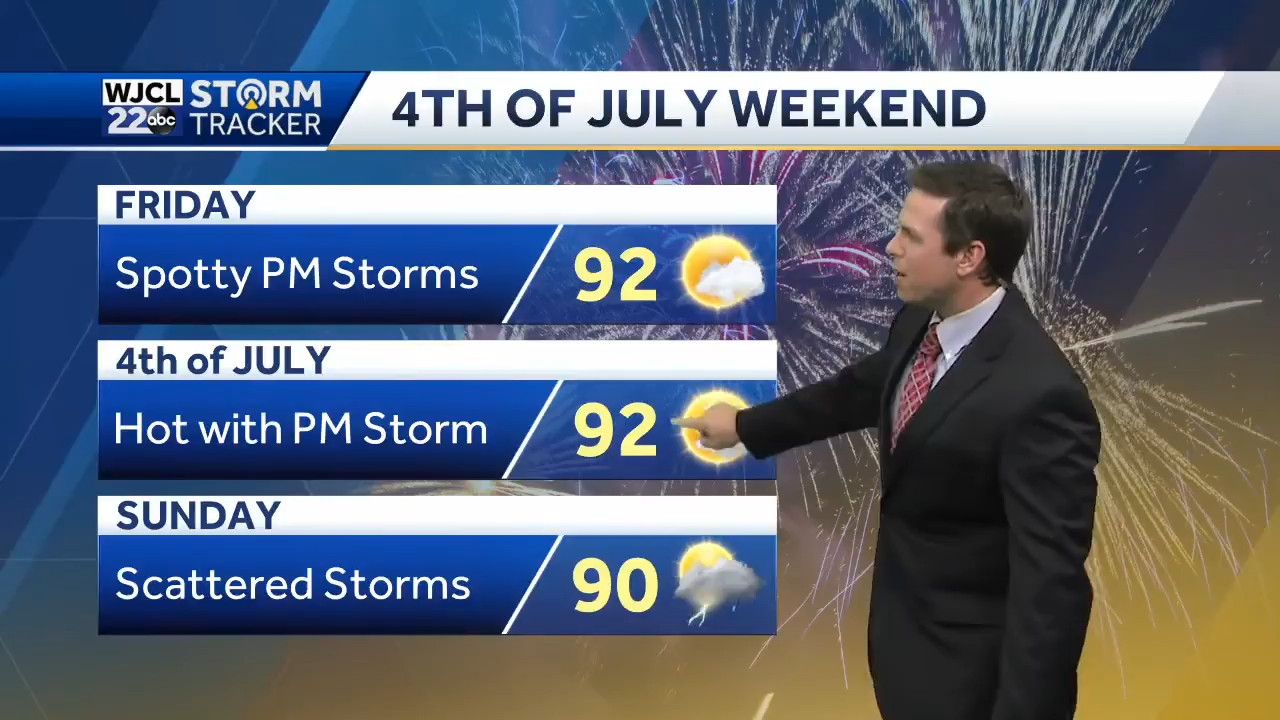 WJCL
22 abc
STORM
TRACKER
4TH OF JULY WEEKEND
FRIDAY
Spotty PM Storms
92
4th of JULY
Hot with PM Storm
92
SUNDAY
Scattered Storms
90